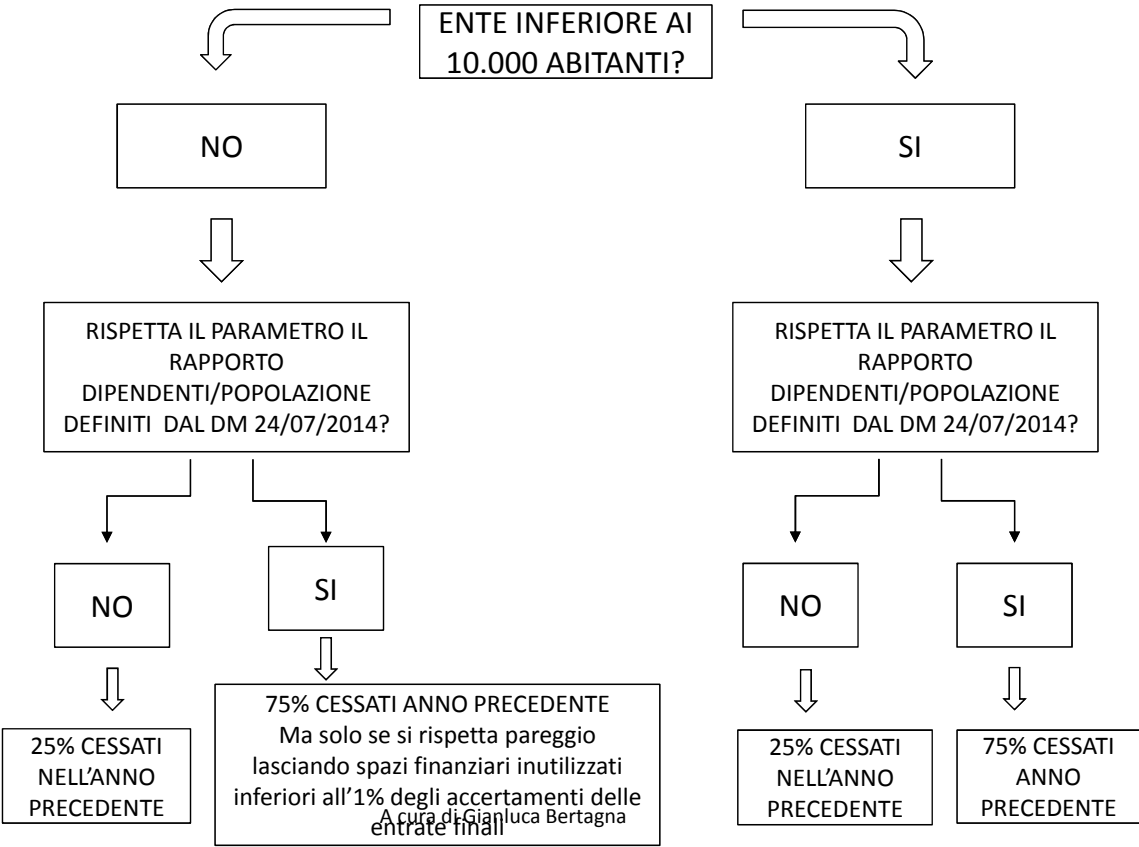 ENTE INFERIORE AI
10.000 ABITANTI?
NO
SI
RISPETTA IL PARAMETRO IL
RAPPORTO
DIPENDENTI/POPOLAZIONE
DEFINITI DAL DM 24/07/2014?
RISPETTA IL PARAMETRO IL
RAPPORTO
DIPENDENTI/POPOLAZIONE
DEFINITI DAL DM 24/07/2014?
NO
SI
NO
SI
25% CESSATI
NELL'ANNO
PRECEDENTE
75% CESSATI ANNO PRECEDENTE
Ma solo se si rispetta pareggio
lasciando spazi finanziari inutilizzati
inferiori all'1% degli accertamenti delle
entrate finali
A cura di Gianluca Bertagna
25% CESSATI
NELL'ANNO
PRECEDENTE
75% CESSATI
ANNO
PRECEDENTE